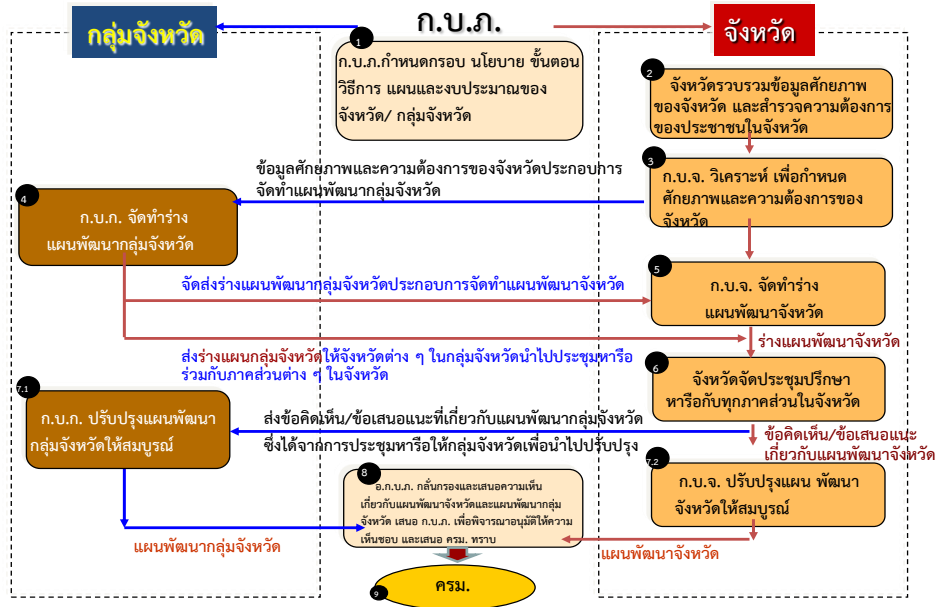 กลุ่มจังหวัด
ก.บ.ภ.
จังหวัด
1
ก.บ.ภ.กำหนดกรอบ นโยบาย ขั้นตอน
วิธีการ แผนและงบประมาณของ
จังหวัด/ กลุ่มจังหวัด
2
จังหวัดรวบรวมข้อมูลศักยภาพ
ของจังหวัด และสำรวจความต้องการ
ของประชาชนในจังหวัด
3
ก.บ.จ. วิเคราะห์ เพื่อกำหนด
ศักยภาพและความต้องการของ
จังหวัด
ข้อมูลศักยภาพและความต้องการของจังหวัดประกอบการ
จัดทำแผนพัฒนากลุ่มจังหวัด
4
ก.บ.ก. จัดทำร่าง
แผนพัฒนากลุ่มจังหวัด
จัดส่งร่างแผนพัฒนากลุ่มจังหวัดประกอบการจัดทำแผนพัฒนาจังหวัด
5
ก.บ.จ. จัดทำร่าง
แผนพัฒนาจังหวัด
ร่างแผนพัฒนาจังหวัด
ส่งร่างแผนกลุ่มจังหวัดให้จังหวัดต่าง ๆ ในกลุ่มจังหวัดนำไปประชุมหารือ
ร่วมกับภาคส่วนต่าง ๆ ในจังหวัด
6
จังหวัดจัดประชุมปรึกษา
หารือกับทุกภาคส่วนในจังหวัด
7.1
ก.บ.ก. ปรับปรุงแผนพัฒนา
กลุ่มจังหวัดให้สมบูรณ์
ส่งข้อคิดเห็น/ข้อเสนอแนะที่เกี่ยวกับแผนพัฒนากลุ่มจังหวัด
ซึ่งได้จากการประชุมหารือให้กลุ่มจังหวัดเพื่อนำไปปรับปรุง
ข้อคิดเห็น/ข้อเสนอแนะ
เกี่ยวกับแผนพัฒนาจังหวัด
7.2
ก.บ.จ. ปรับปรุงแผน พัฒนา
จังหวัดให้สมบูรณ์
8
อ.ก.บ.ภ. กลั่นกรองและเสนอความเห็น
เกี่ยวกับแผนพัฒนาจังหวัดและแผนพัฒนากลุ่ม
จังหวัด เสนอ ก.บ.ภ. เพื่อพิจารณาอนุมัติให้ความ
เห็นชอบ และเสนอ ครม. ทราบ
แผนพัฒนากลุ่มจังหวัด
แผนพัฒนาจังหวัด
9
ครม.